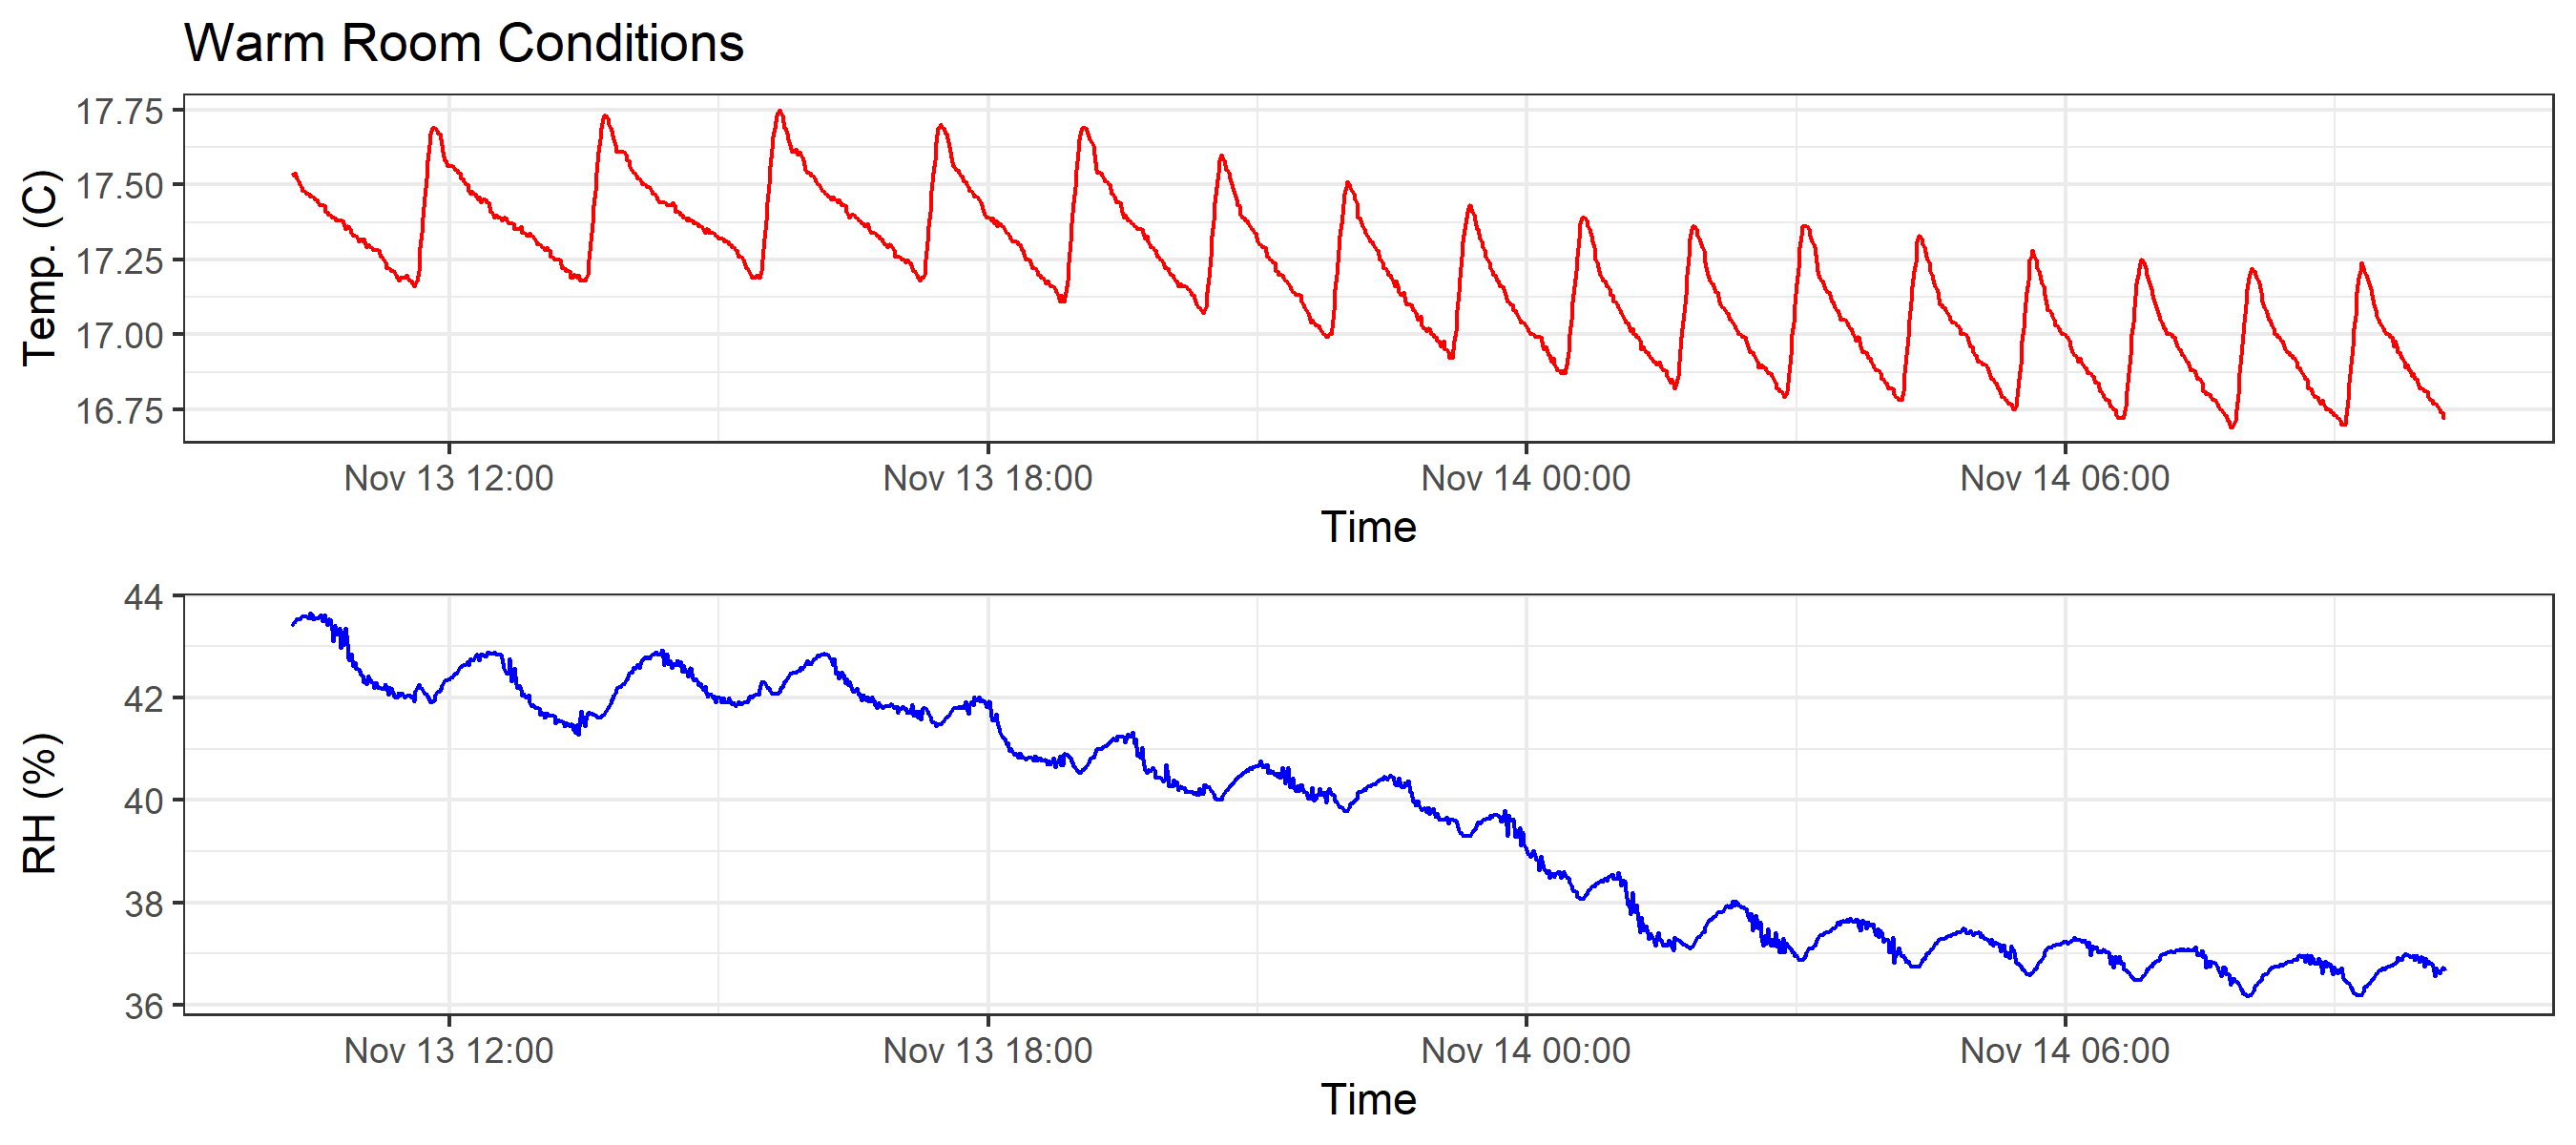 Warm Room Conditions
Temp. (C)
17.75
17.50
17.25
17.00
16.75
Nov 13 12:00 Nov 13 18:00 Nov 14 00:00 Nov 14 06:00
Time
RH (%)
44
42
40
38
36
Nov 13 12:00 Nov 13 18:00 Nov 14 00:00 Nov 14 06:00
Time